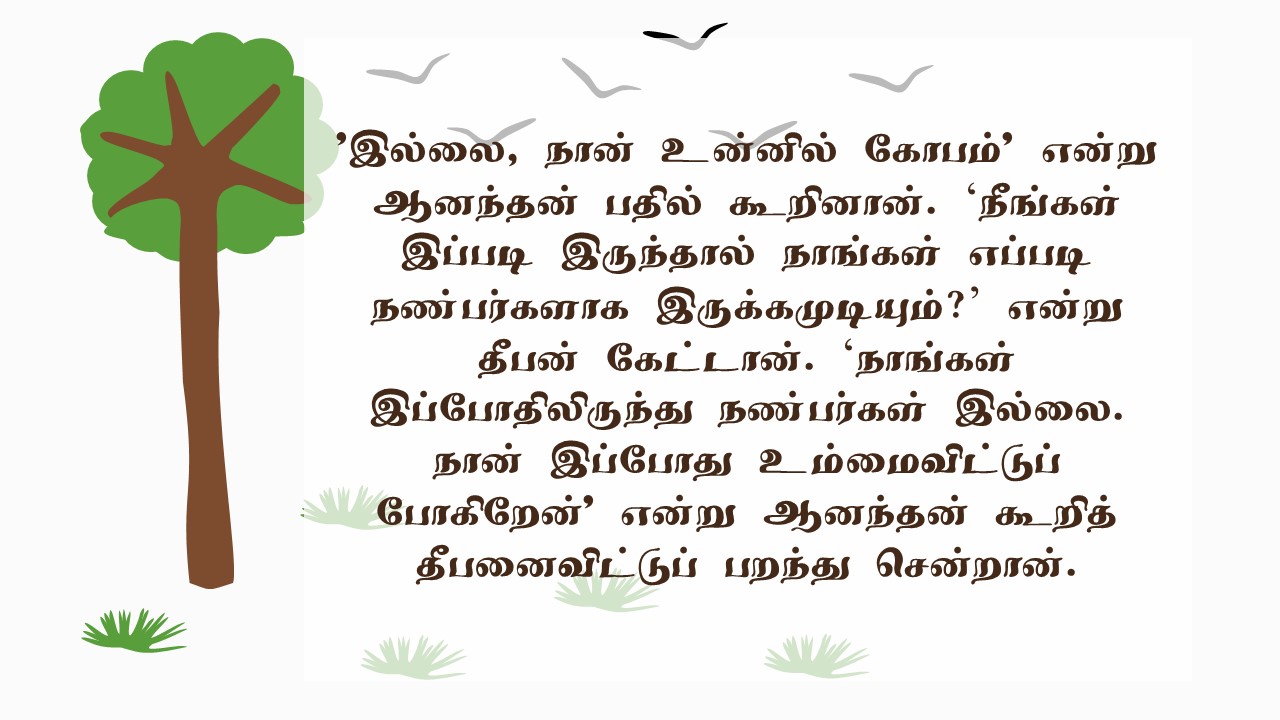 ’இல்லை, நான் உன்னில் கோபம்’ என்று
ஆனந்தன் பதில் கூறினான். ‘நீங்கள்
இப்படி இருந்தால் நாங்கள் எப்படி
நண்பர்களாக இருக்கமுடியும்?’ என்று
தீபன் கேட்டான். ‘நாங்கள்
இப்போதிலிருந்து நண்பர்கள் இல்லை.
நான் இப்போது உம்மைவிட்டுப்
போகிறேன்’ என்று ஆனந்தன் கூறித்
தீபனைவிட்டுப் பறந்து சென்றான்.